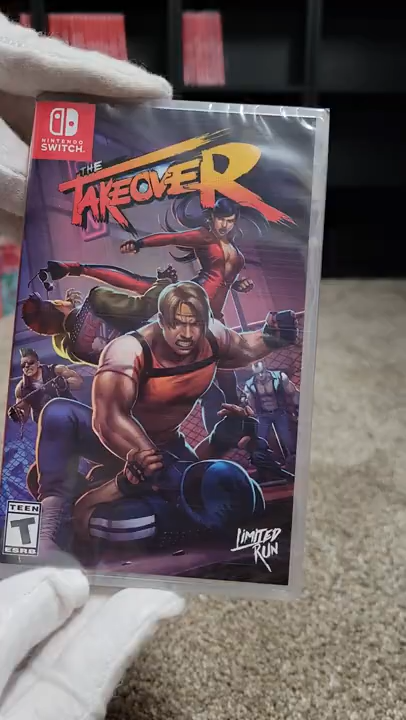 NINTENDO
SWITCH
THE
TAKEOVER
TEEN
T
ESRB
LIMITED
RUN